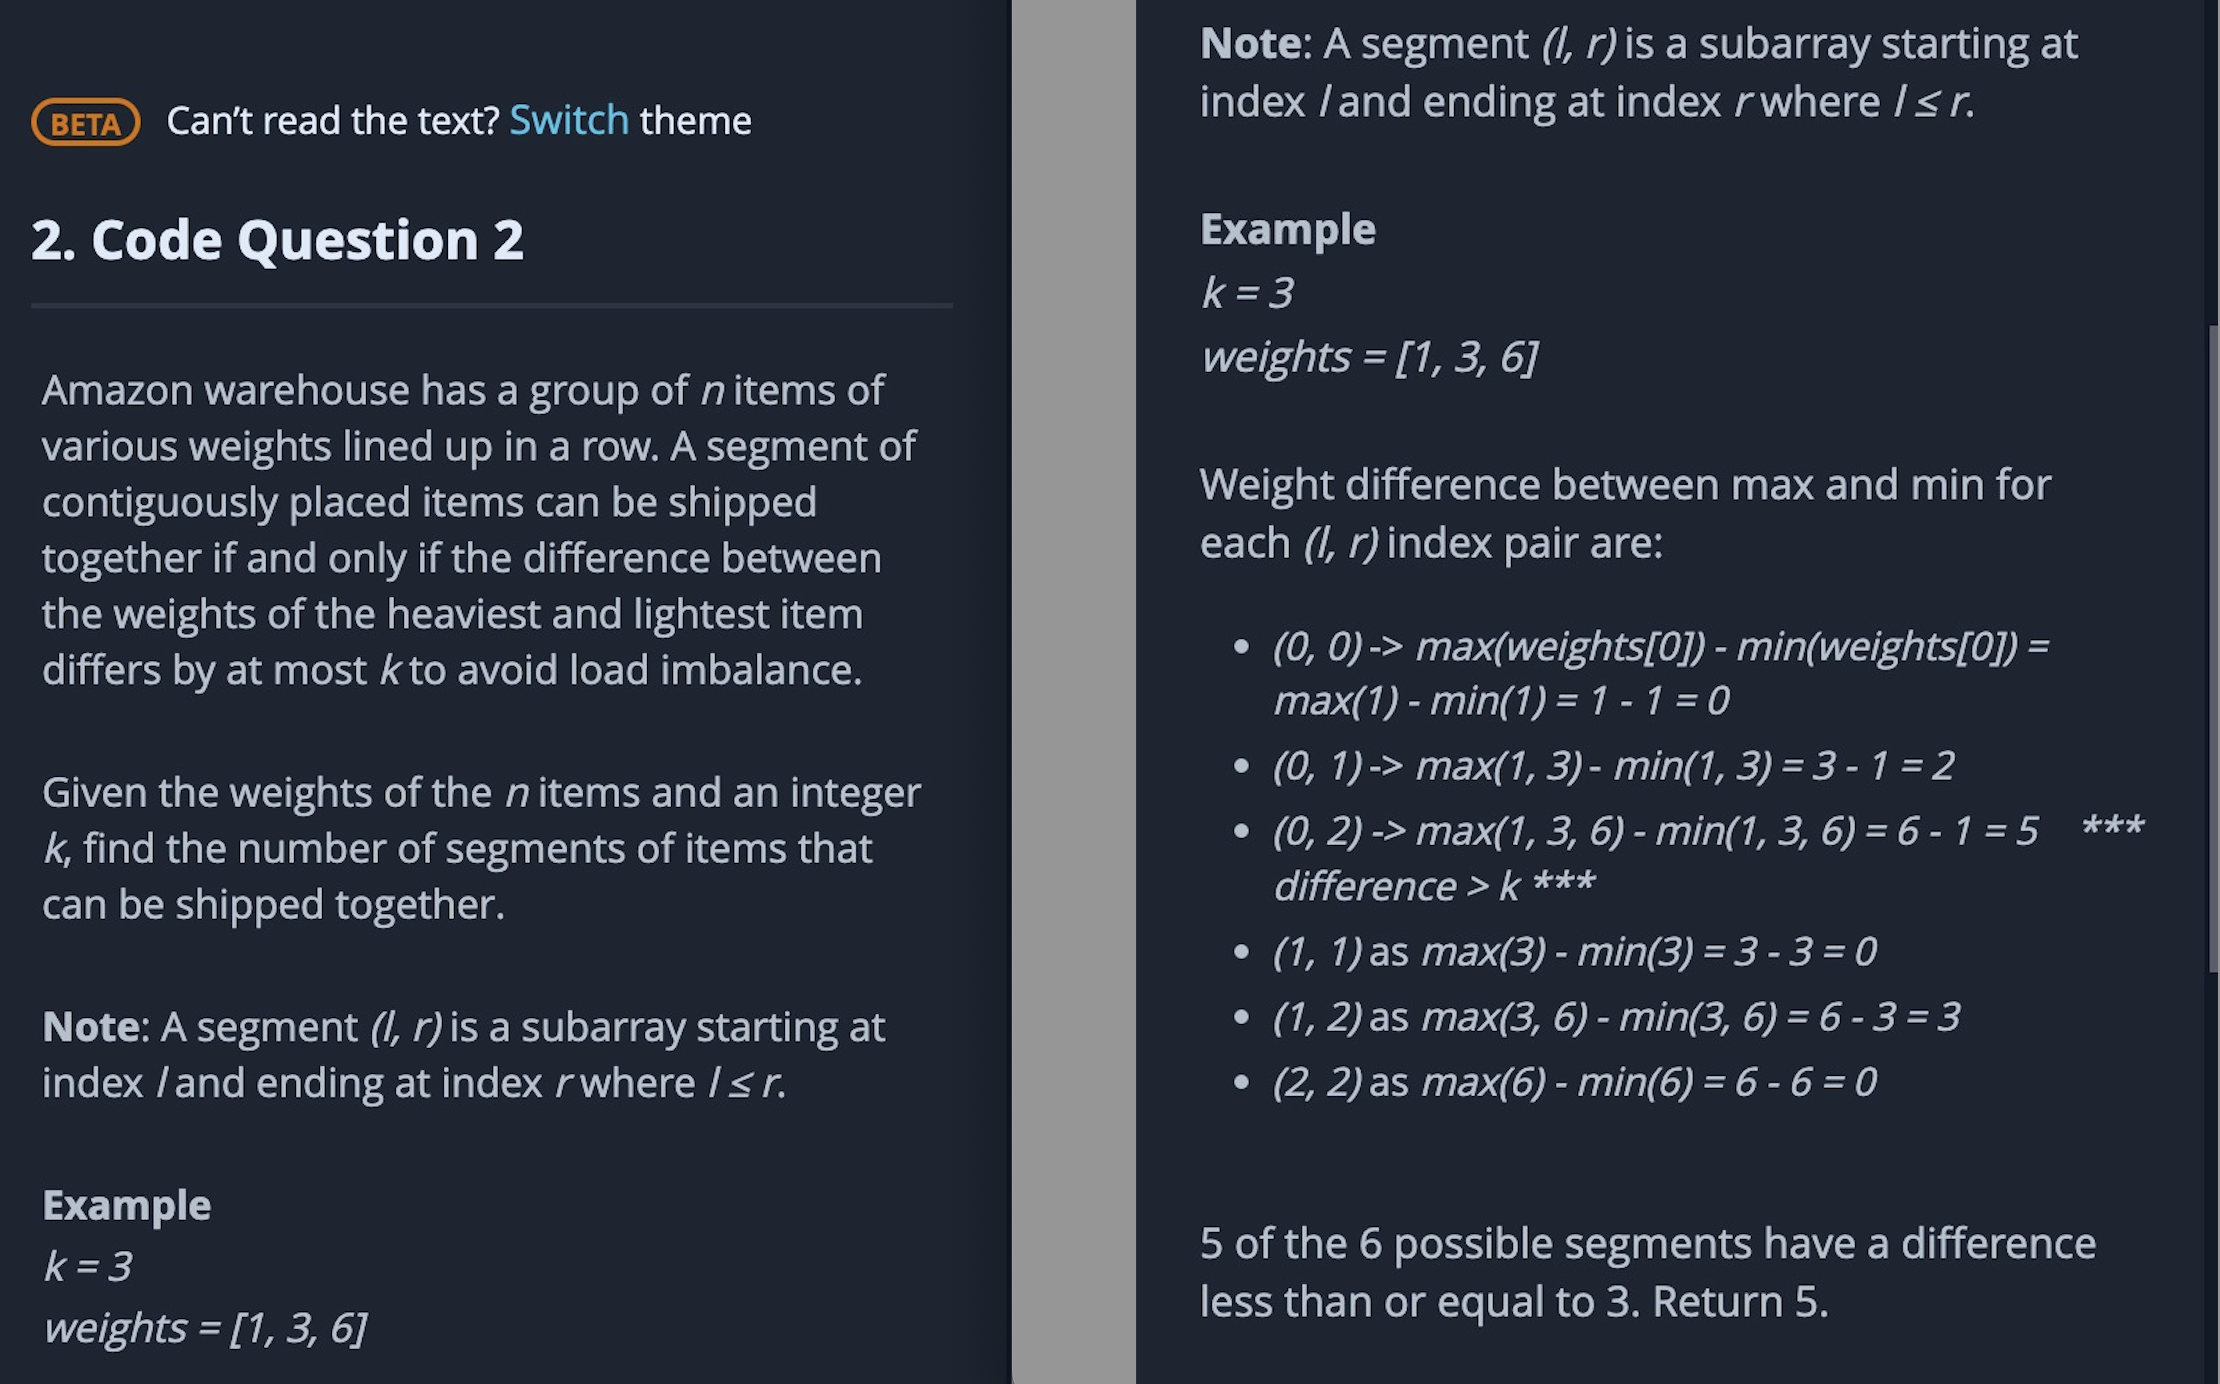 BETA Can't read the text? Switch theme
2. Code Question 2
Amazon warehouse has a group of n items of
various weights lined up in a row. A segment of
contiguously placed items can be shipped
together if and only if the difference between
the weights of the heaviest and lightest item
differs by at most k to avoid load imbalance.
Given the weights of the n items and an integer
k, find the number of segments of items that
can be shipped together.
Note: A segment (l, r) is a subarray starting at
index l and ending at index r where l ≤ r.
Example
k = 3
weights = [1, 3, 6]
Note: A segment (l, r) is a subarray starting at
index l and ending at index r where l ≤ r.
Example
k = 3
weights = [1, 3, 6]
Weight difference between max and min for
each (l, r) index pair are:
• (0, 0) -> max(weights[0]) - min(weights[0]) =
max(1) - min(1) = 1 - 1 = 0
• (0, 1) -> max(1, 3) - min(1, 3) = 3 - 1 = 2
• (0, 2) -> max(1, 3, 6) - min(1, 3, 6) = 6 - 1 = 5 ***
difference > k ***
• (1, 1) as max(3) - min(3) = 3 - 3 = 0
• (1, 2) as max(3, 6) - min(3, 6) = 6 - 3 = 3
• (2, 2) as max(6) - min(6) = 6 - 6 = 0
5 of the 6 possible segments have a difference
less than or equal to 3. Return 5.